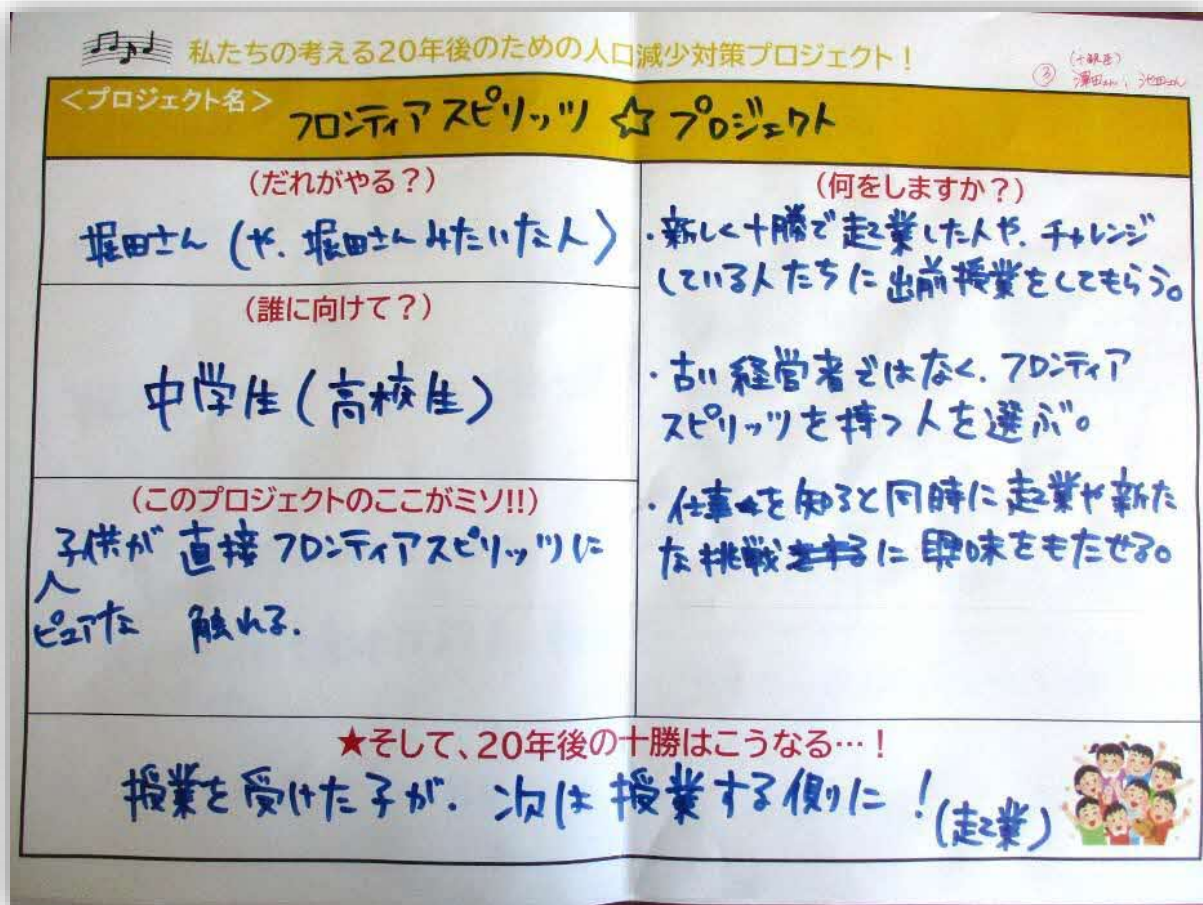 私たちの考える20年後のための人口減少対策プロジェクト！
③
<プロジェクト名>
フロンティアスピリッツ☆プロジェクト
(だれがやる？)
堀田さん(や、堀田さんみたいな人)
(誰に向けて？)
中学生(高校生)
(このプロジェクトのここがミソ!!)
子供が 直接フロンティアスピリッツに
ピュアな 触れる.
(何をしますか？)
・新しく十勝で起業した人や、チャレンジ
している人たちに出前授業をしてもらう。
・古い経営者ではなく、フロンティア
スピリッツを持つ人を選ぶ。
・仕事を知ると同時に起業や新た
な挑戦に興味をもたせる。
★そして、20年後の十勝はこうなる…！
授業を受けた子が、次は授業する側に！
(起業)